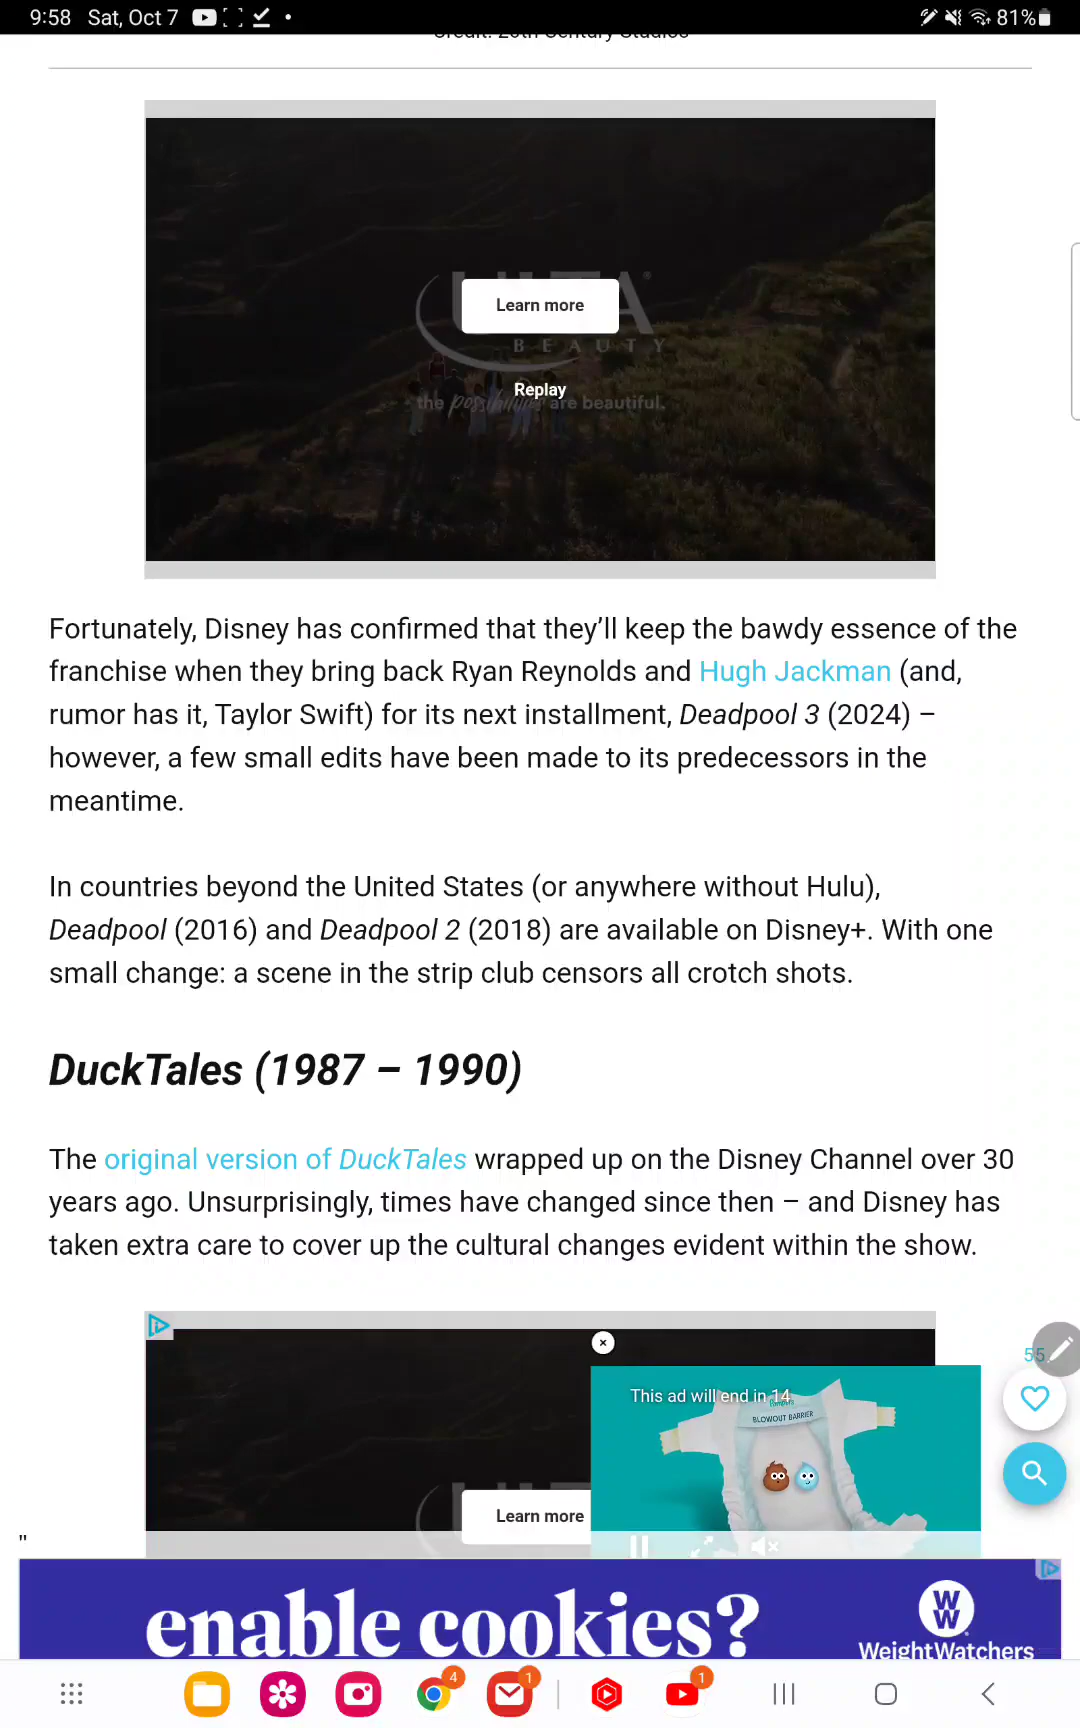 9:58 Sat, Oct 7
81%
Learn more
BEAUTY
Replay
the possibilities are beautiful.
Fortunately, Disney has confirmed that they’ll keep the bawdy essence of the
franchise when they bring back Ryan Reynolds and Hugh Jackman (and,
rumor has it, Taylor Swift) for its next installment, Deadpool 3 (2024) –
however, a few small edits have been made to its predecessors in the
meantime.
In countries beyond the United States (or anywhere without Hulu),
Deadpool (2016) and Deadpool 2 (2018) are available on Disney+. With one
small change: a scene in the strip club censors all crotch shots.
DuckTales (1987 – 1990)
The original version of DuckTales wrapped up on the Disney Channel over 30
years ago. Unsurprisingly, times have changed since then – and Disney has
taken extra care to cover up the cultural changes evident within the show.
55
This ad will end in 14
Pampers
BLOWOUT BARRIER
Learn more
"
enable cookies?
W
W
WeightWatchers
4
1
1